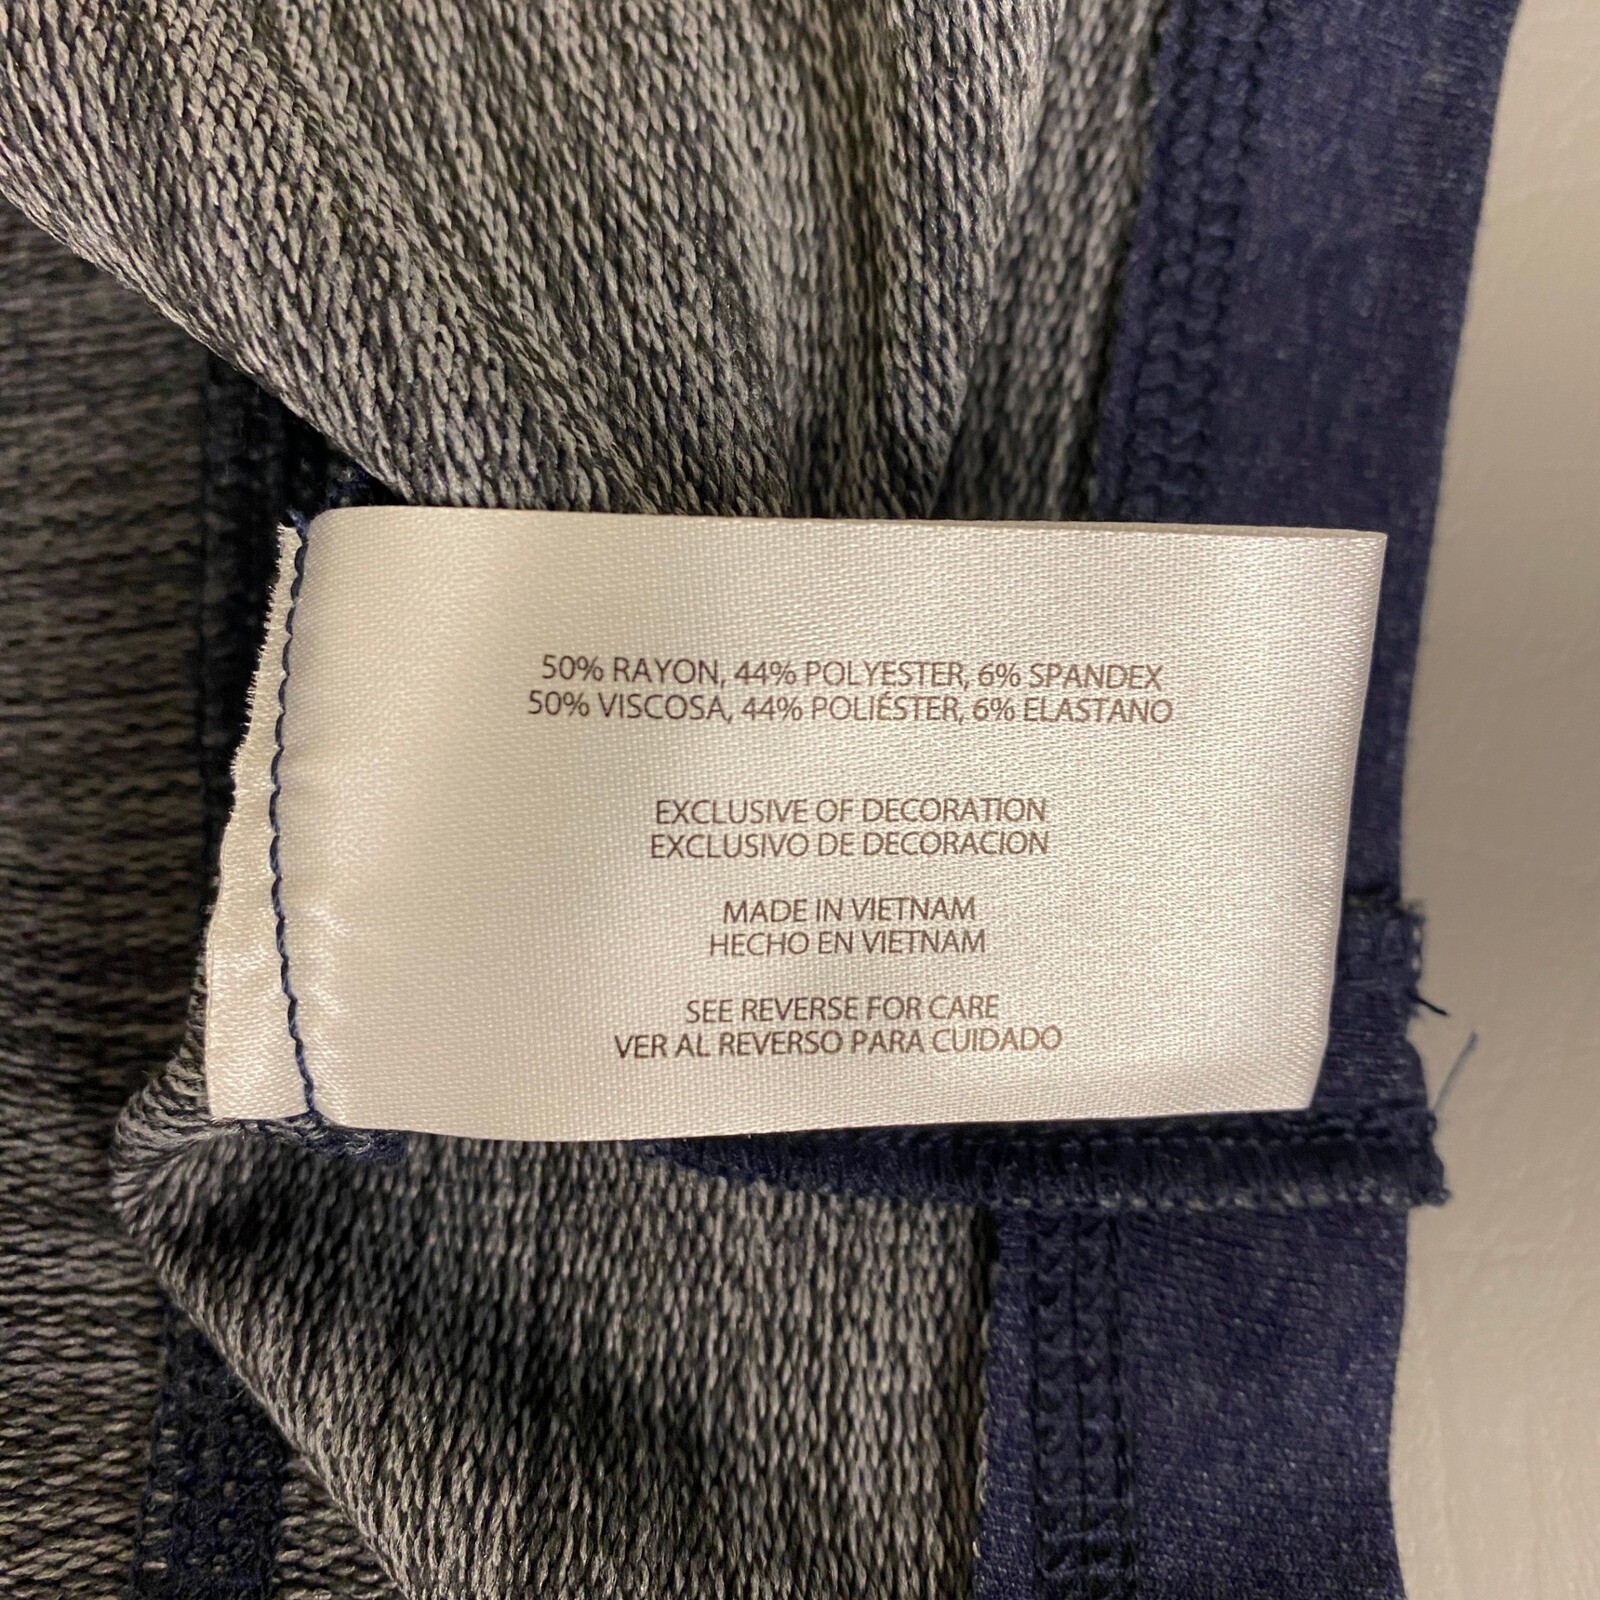 50% RAYON, 44% POLYESTER, 6% SPANDEX
50% VISCOSA, 44% POLIÉSTER, 6% ELASTANO
EXCLUSIVE OF DECORATION
EXCLUSIVO DE DECORACION
MADE IN VIETNAM
HECHO EN VIETNAM
SEE REVERSE FOR CARE
VER AL REVERSO PARA CUIDADO